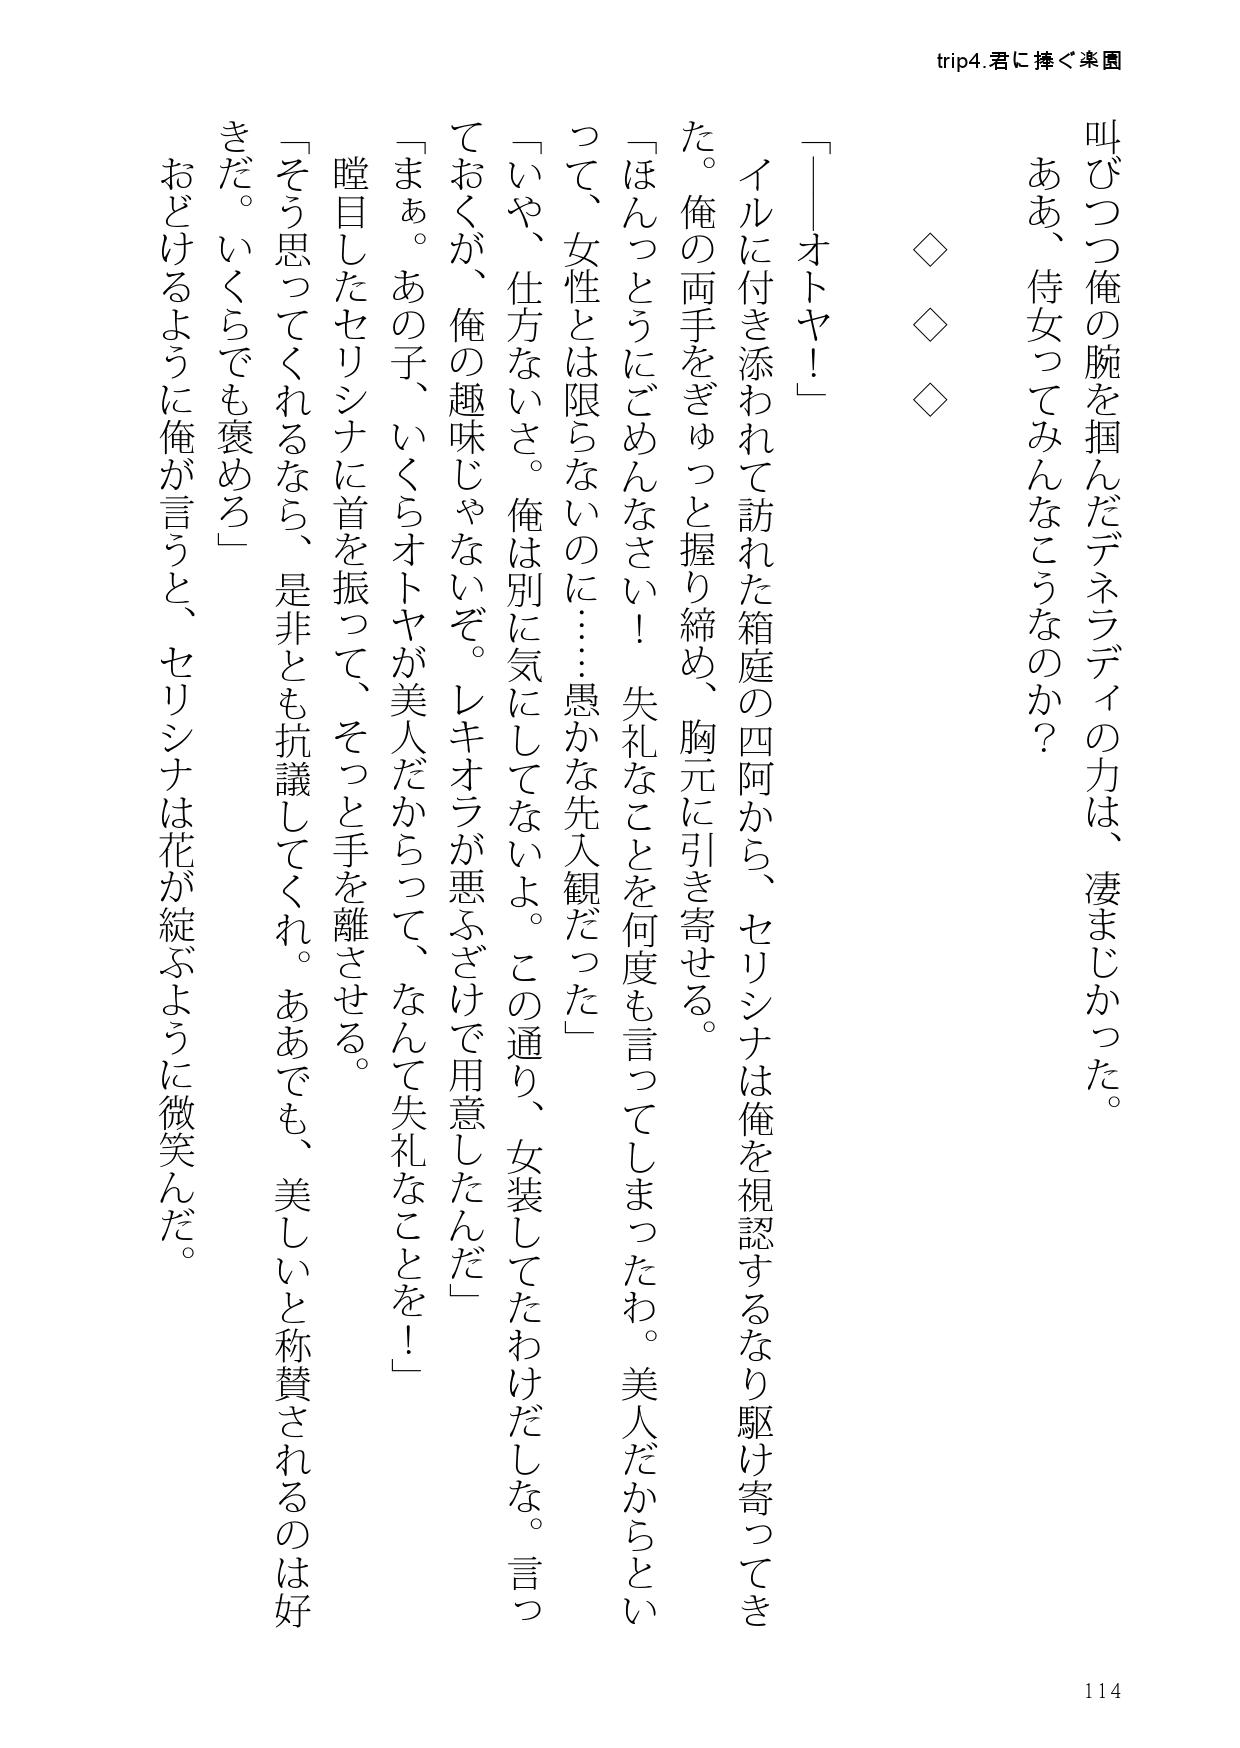 trip4.君に捧ぐ楽園
叫びつつ俺の腕を掴んだデネラディの力は、凄まじかった。
　ああ、侍女ってみんなこうなのか？
◇　◇　◇
「――オトヤ！」
　イルに付き添われて訪れた箱庭の四阿から、セリシナは俺を視認するなり駆け寄ってき
た。俺の両手をぎゅっと握り締め、胸元に引き寄せる。
「ほんっとうにごめんなさい！　失礼なことを何度も言ってしまったわ。美人だからとい
って、女性とは限らないのに……愚かな先入観だった」
「いや、仕方ないさ。俺は別に気にしてないよ。この通り、女装してたわけだしな。言っ
ておくが、俺の趣味じゃないぞ。レキオラが悪ふざけで用意したんだ」
「まぁ。あの子、いくらオトヤが美人だからって、なんて失礼なことを！」
　瞠目したセリシナに首を振って、そっと手を離させる。
「そう思ってくれるなら、是非とも抗議してくれ。ああでも、美しいと称賛されるのは好
きだ。いくらでも褒めろ」
　おどけるように俺が言うと、セリシナは花が綻ぶように微笑んだ。
114